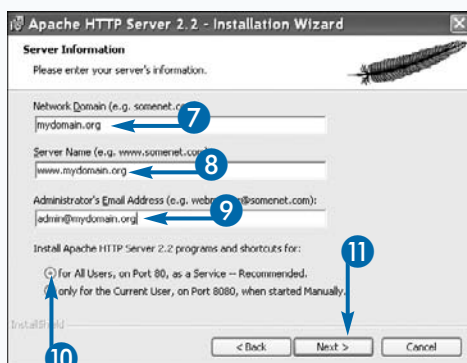 Apache HTTP Server 2.2 - Installation Wizard
Server Information
Please enter your server's information.
Network Domain (e.g. somenet.com)
mydomain.org
7
Server Name (e.g. www.somenet.com):
www.mydomain.org
8
Administrator's Email Address (e.g. webmaster@somenet.com):
admin@mydomain.org
9
Install Apache HTTP Server 2.2 programs and shortcuts for:
11
for All Users, on Port 80, as a Service -- Recommended.
only for the Current User, on Port 8080, when started Manually.
InstallShield
10
< Back
Next >
Cancel